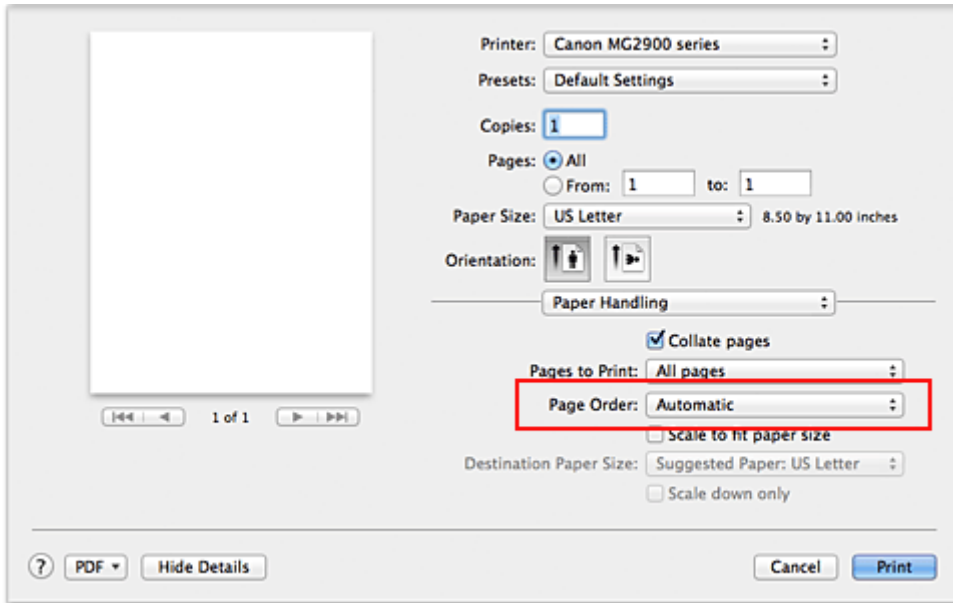 Printer: Canon MG2900 series
Presets: Default Settings
Copies: 1
Pages: All
From: 1 to: 1
Paper Size: US Letter 8.50 by 11.00 inches
Orientation:
Paper Handling
Collate pages
Pages to Print: All pages
Page Order: Automatic
Scale to fit paper size
Destination Paper Size: Suggested Paper: US Letter
Scale down only
1 of 1
? PDF Hide Details Cancel Print